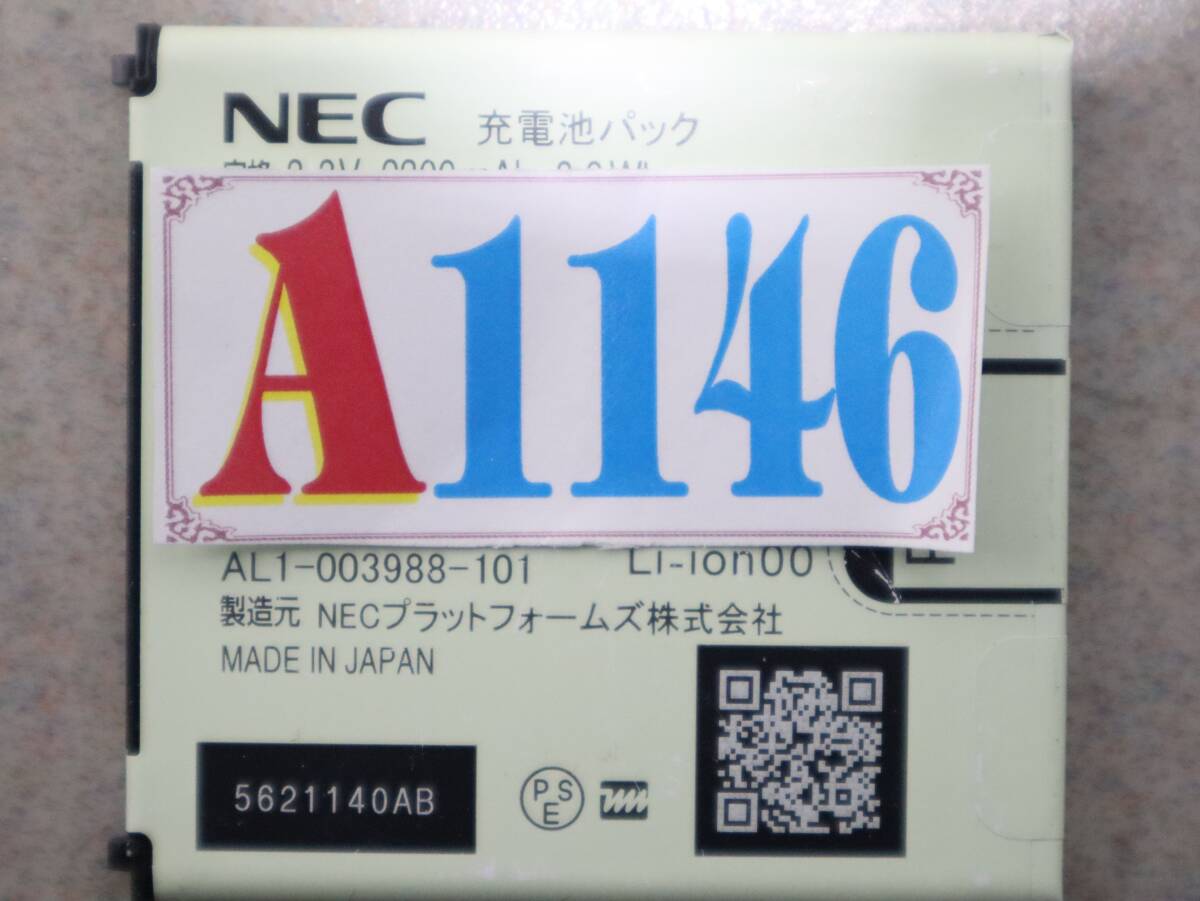 NEC 充電池パック
A1146
AL1-003988-101 Li-ion00
製造元 NECプラットフォームズ株式会社
MADE IN JAPAN
5621140AB
PSE